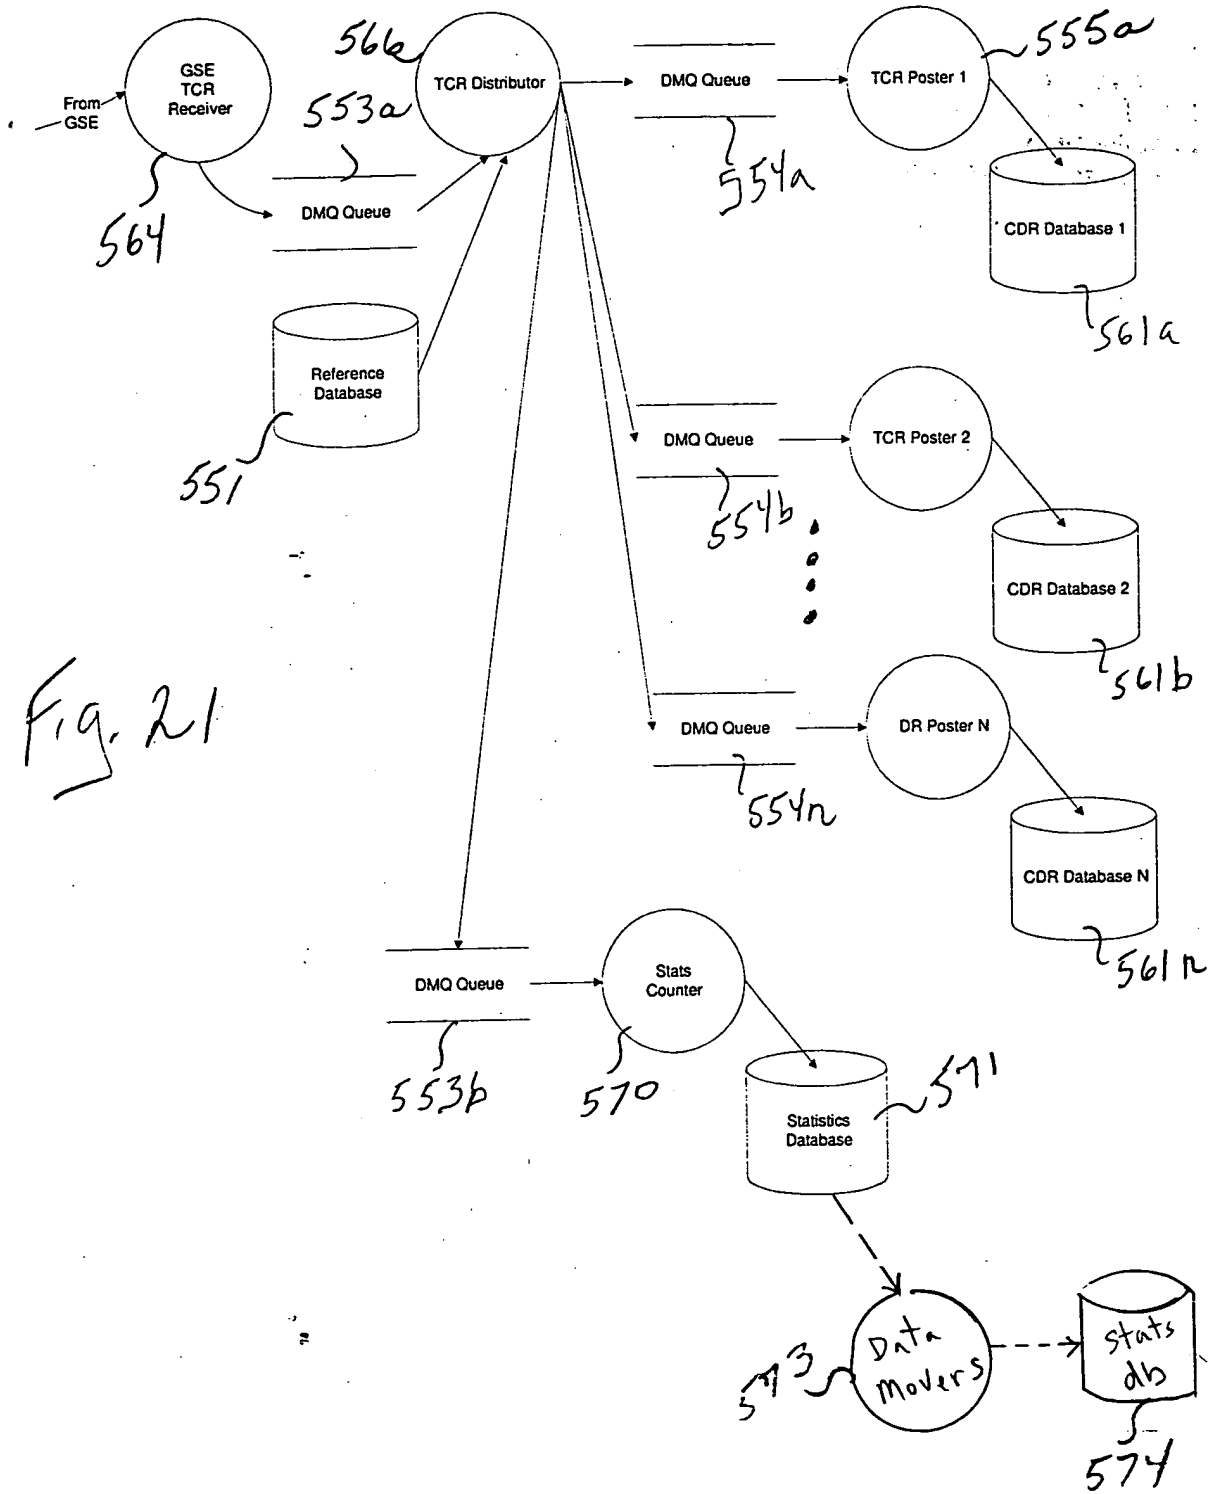 GSE
TCR
Receiver
From
GSE
564
553a
DMQ Queue
566
TCR Distributor
Reference
Database
551
DMQ Queue
554a
TCR Poster 1
555a
CDR Database 1
561a
DMQ Queue
554b
TCR Poster 2
CDR Database 2
561b
DMQ Queue
554n
DR Poster N
CDR Database N
561n
Fig. 21
DMQ Queue
553b
Stats
Counter
570
Statistics
Database
571
Data
movers
573
stats
db
574